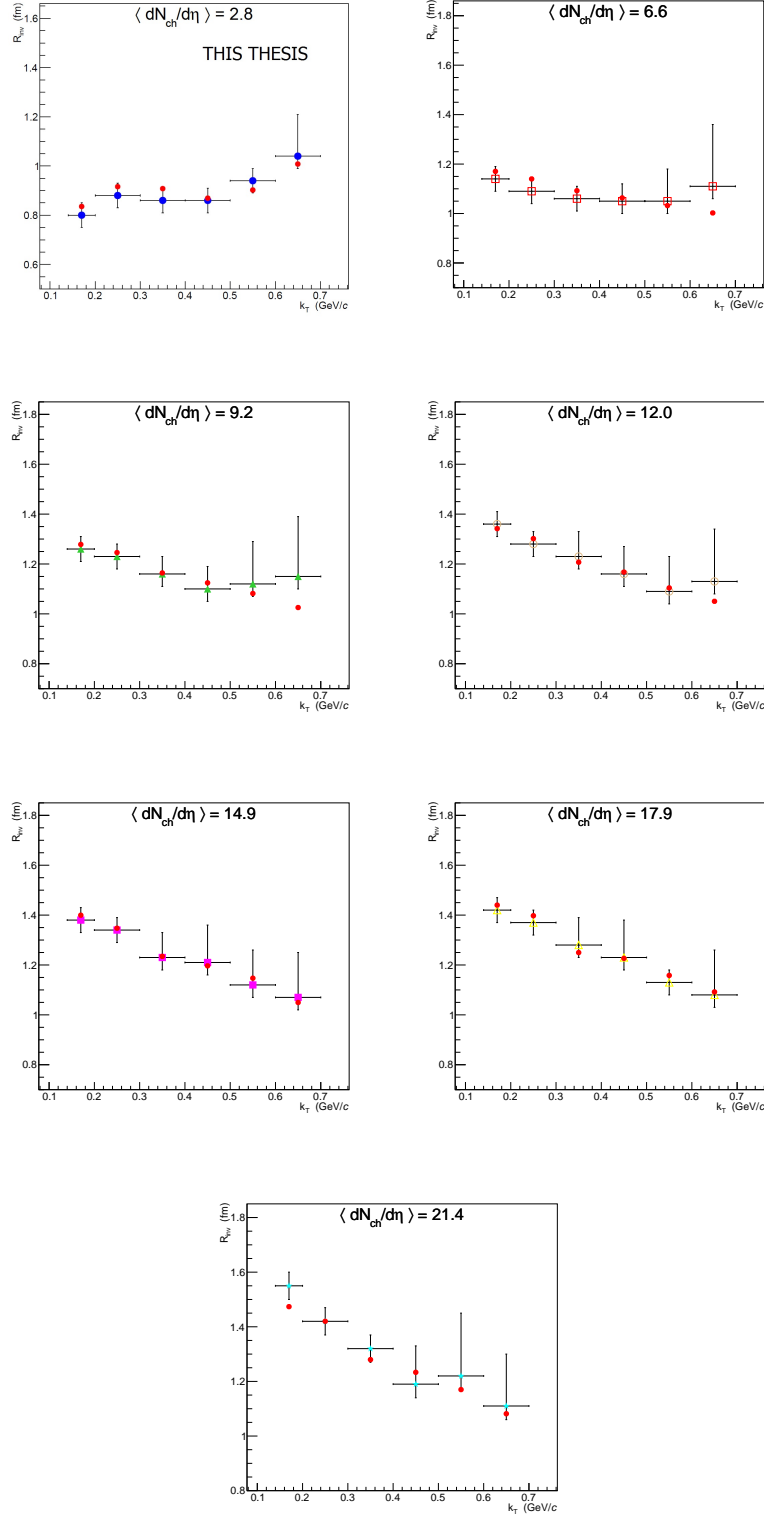 ⟨ dN_ch/dη ⟩ = 2.8
THIS THESIS
R_inv (fm)
1.6
1.4
1.2
1
0.8
0.6
0.1 0.2 0.3 0.4 0.5 0.6 0.7
k_T (GeV/c
⟨ dN_ch/dη ⟩ = 6.6
R_inv (fm)
1.8
1.6
1.4
1.2
1
0.8
0.1 0.2 0.3 0.4 0.5 0.6 0.7
k_T (GeV/c
⟨ dN_ch/dη ⟩ = 9.2
R_inv (fm)
1.8
1.6
1.4
1.2
1
0.8
0.1 0.2 0.3 0.4 0.5 0.6 0.7
k_T (GeV/c
⟨ dN_ch/dη ⟩ = 12.0
R_inv (fm)
1.8
1.6
1.4
1.2
1
0.8
0.1 0.2 0.3 0.4 0.5 0.6 0.7
k_T (GeV/c
⟨ dN_ch/dη ⟩ = 14.9
R_inv (fm)
1.8
1.6
1.4
1.2
1
0.8
0.1 0.2 0.3 0.4 0.5 0.6 0.7
k_T (GeV/c
⟨ dN_ch/dη ⟩ = 17.9
R_inv (fm)
1.8
1.6
1.4
1.2
1
0.8
0.1 0.2 0.3 0.4 0.5 0.6 0.7
k_T (GeV/c
⟨ dN_ch/dη ⟩ = 21.4
R_inv (fm)
1.8
1.6
1.4
1.2
1
0.8
0.1 0.2 0.3 0.4 0.5 0.6 0.7
k_T (GeV/c